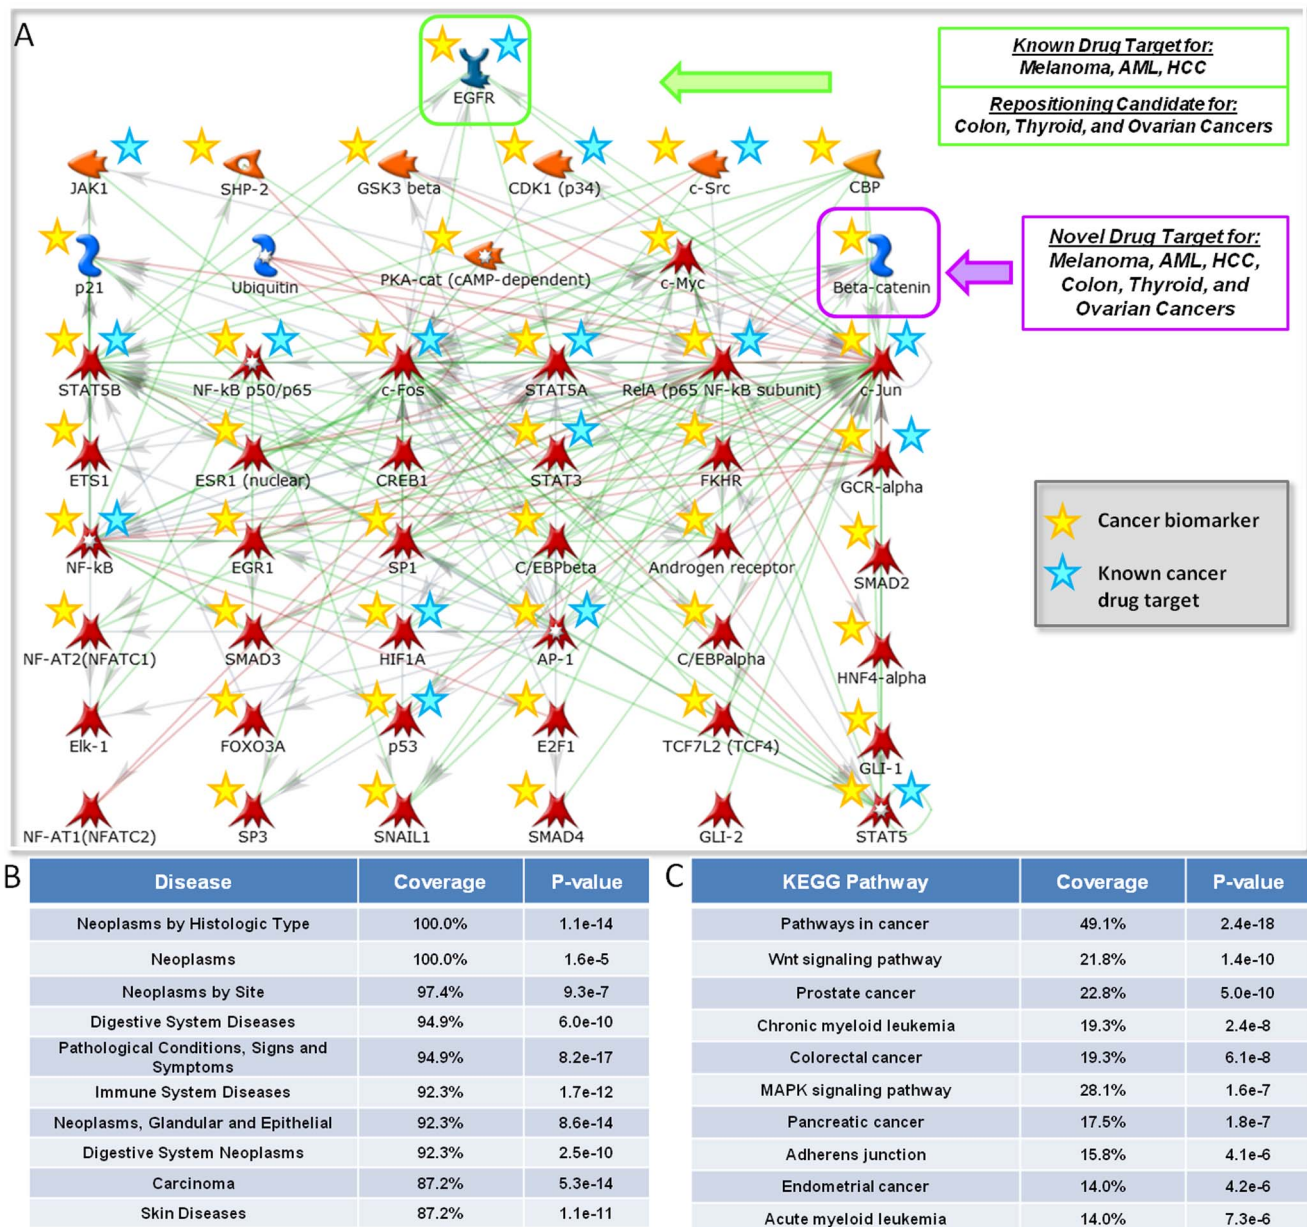 A
EGFR
Known Drug Target for:
Melanoma, AML, HCC
Repositioning Candidate for:
Colon, Thyroid, and Ovarian Cancers
JAK1
SHP-2
GSK3 beta
CDK1 (p34)
c-Src
CBP
p21
Ubiquitin
PKA-cat (cAMP-dependent)
c-Myc
Beta-catenin
Novel Drug Target for:
Melanoma, AML, HCC,
Colon, Thyroid, and
Ovarian Cancers
STAT5B
NF-kB p50/p65
c-Fos
STAT5A
RelA (p65 NF-kB subunit)
c-Jun
ETS1
ESR1 (nuclear)
CREB1
STAT3
FKHR
GCR-alpha
Cancer biomarker
Known cancer
drug target
NF-kB
EGR1
SP1
C/EBPbeta
Androgen receptor
SMAD2
NF-AT2(NFATC1)
SMAD3
HIF1A
AP-1
C/EBPalpha
HNF4-alpha
Elk-1
FOXO3A
p53
E2F1
TCF7L2 (TCF4)
GLI-1
NF-AT1(NFATC2)
SP3
SNAIL1
SMAD4
GLI-2
STAT5
B
Disease Coverage P-value
Neoplasms by Histologic Type 100.0% 1.1e-14
Neoplasms 100.0% 1.6e-5
Neoplasms by Site 97.4% 9.3e-7
Digestive System Diseases 94.9% 6.0e-10
Pathological Conditions, Signs and
Symptoms 94.9% 8.2e-17
Immune System Diseases 92.3% 1.7e-12
Neoplasms, Glandular and Epithelial 92.3% 8.6e-14
Digestive System Neoplasms 92.3% 2.5e-10
Carcinoma 87.2% 5.3e-14
Skin Diseases 87.2% 1.1e-11
C
KEGG Pathway Coverage P-value
Pathways in cancer 49.1% 2.4e-18
Wnt signaling pathway 21.8% 1.4e-10
Prostate cancer 22.8% 5.0e-10
Chronic myeloid leukemia 19.3% 2.4e-8
Colorectal cancer 19.3% 6.1e-8
MAPK signaling pathway 28.1% 1.6e-7
Pancreatic cancer 17.5% 1.8e-7
Adherens junction 15.8% 4.1e-6
Endometrial cancer 14.0% 4.2e-6
Acute myeloid leukemia 14.0% 7.3e-6